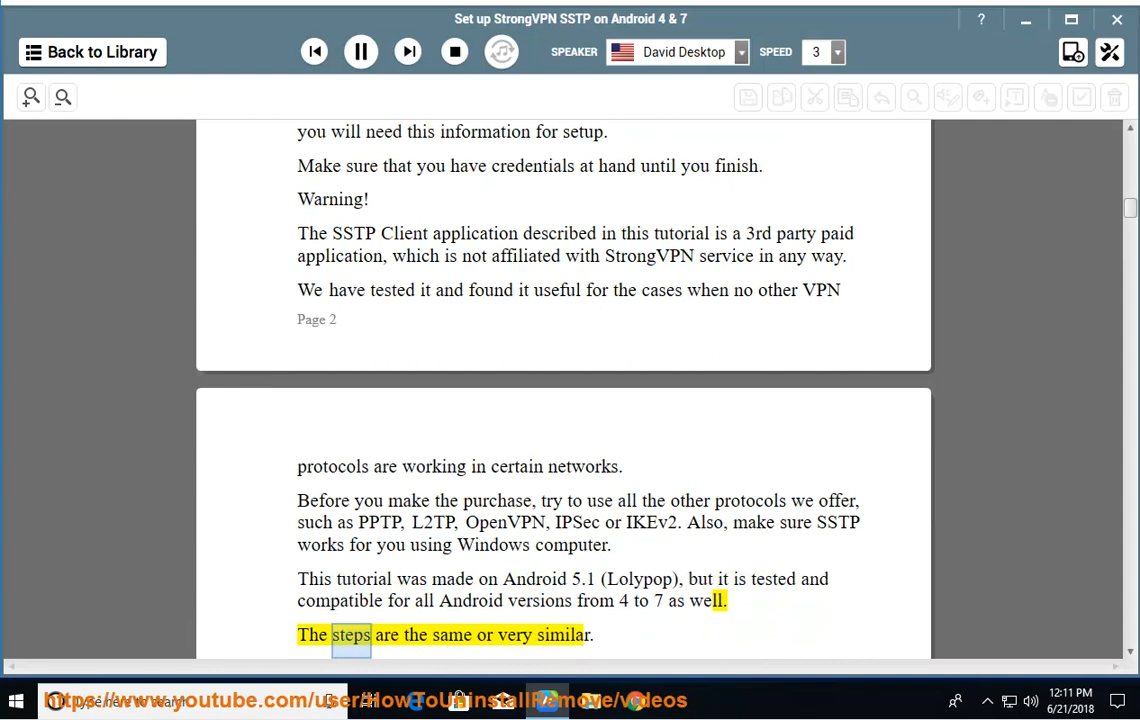 Set up StrongVPN SSTP on Android 4 & 7
?
Back to Library
SPEAKER
David Desktop
SPEED
3
you will need this information for setup.
Make sure that you have credentials at hand until you finish.
Warning!
The SSTP Client application described in this tutorial is a 3rd party paid
application, which is not affiliated with StrongVPN service in any way.
We have tested it and found it useful for the cases when no other VPN
Page 2
protocols are working in certain networks.
Before you make the purchase, try to use all the other protocols we offer,
such as PPTP, L2TP, OpenVPN, IPSec or IKEv2. Also, make sure SSTP
works for you using Windows computer.
This tutorial was made on Android 5.1 (Lolypop), but it is tested and
compatible for all Android versions from 4 to 7 as well.
The steps are the same or very similar.
Type here to search
https://www.youtube.com/user/HowToUninstallRemove/videos
12:11 PM
6/21/2018